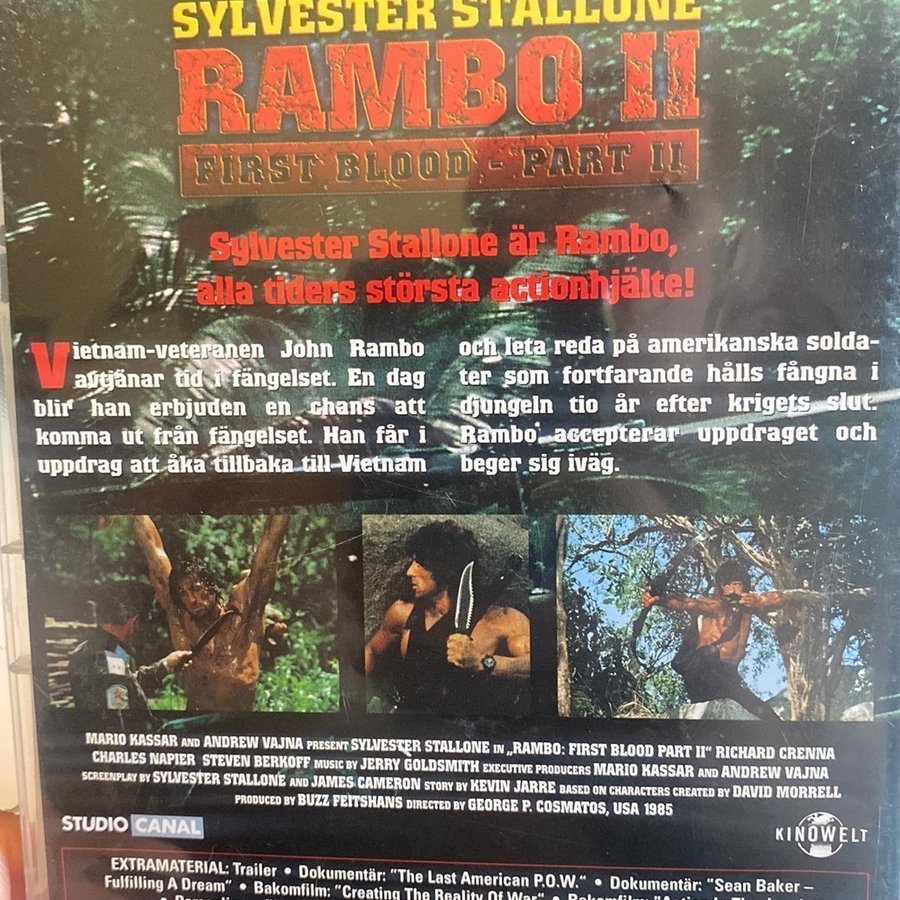 SYLVESTER STALLONE
RAMBO II
FIRST BLOOD - PART II
Sylvester Stallone är Rambo,
alla tiders största actionhjälte!
Vietnam-veteranen John Rambo
avtjänar tid i fängelset. En dag
blir han erbjuden en chans att
komma ut från fängelset. Han får i
uppdrag att åka tillbaka till Vietnam
och leta reda på amerikanska solda-
ter som fortfarande hålls fångna i
djungeln tio år efter krigets slut.
Rambo accepterar uppdraget och
beger sig iväg.
MARIO KASSAR AND ANDREW VAJNA PRESENT SYLVESTER STALLONE IN „RAMBO: FIRST BLOOD PART II“ RICHARD CRENNA
CHARLES NAPIER STEVEN BERKOFF MUSIC BY JERRY GOLDSMITH EXECUTIVE PRODUCERS MARIO KASSAR AND ANDREW VAJNA
SCREENPLAY BY SYLVESTER STALLONE AND JAMES CAMERON STORY BY KEVIN JARRE BASED ON CHARACTERS CREATED BY DAVID MORRELL
PRODUCED BY BUZZ FEITSHANS DIRECTED BY GEORGE P. COSMATOS, USA 1985
STUDIO CANAL
KINOWELT
EXTRAMATERIAL: Trailer • Dokumentär: "The Last American P.O.W." • Dokumentär: "Sean Baker –
Fulfilling A Dream" • Bakomfilm: "Creating The Reality Of War" • Bakomfilm: